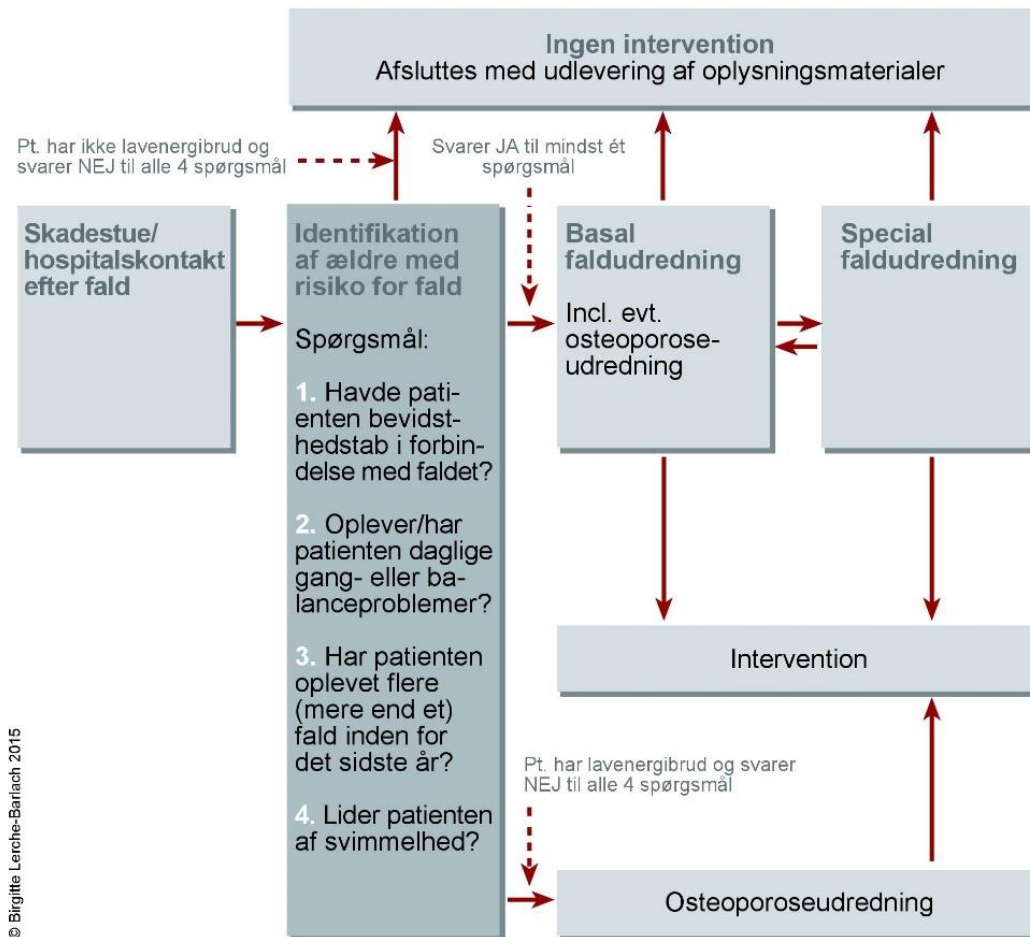 Ingen intervention
Afsluttes med udlevering af oplysningsmaterialer
Pt. har ikke lavenergibrud og
svarer NEJ til alle 4 spørgsmål
Svarer JA til mindst ét
spørgsmål
Skadestue/
hospitalskontakt
efter fald
Identifikation
af ældre med
risiko for fald
Spørgsmål:
1. Havde pati-
enten bevidst-
hedstab i forbin-
delse med faldet?
2. Oplever/har
patienten daglige
gang- eller ba-
lanceproblemer?
3. Har patienten
oplevet flere
(mere end et)
fald inden for
det sidste år?
4. Lider patienten
af svimmelhed?
Basal
faldudredning
Incl. evt.
osteoporose-
udredning
Special
faldudredning
Intervention
Pt. har lavenergibrud og svarer
NEJ til alle 4 spørgsmål
Osteoporoseudredning
© Birgitte Lerche-Barlach 2015